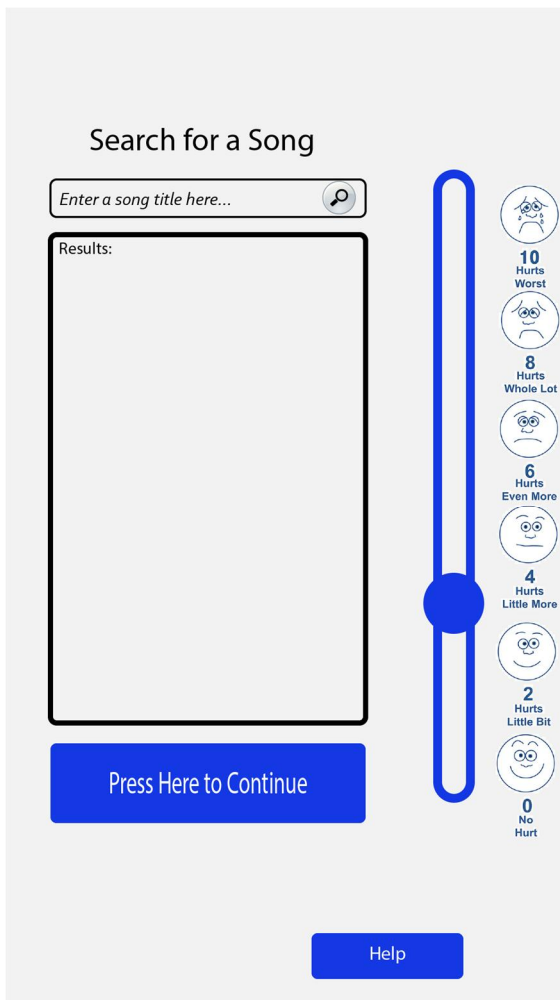 Search for a Song
Enter a song title here...
Results:
Press Here to Continue
10
Hurts
Worst
8
Hurts
Whole Lot
6
Hurts
Even More
4
Hurts
Little More
2
Hurts
Little Bit
0
No
Hurt
Help